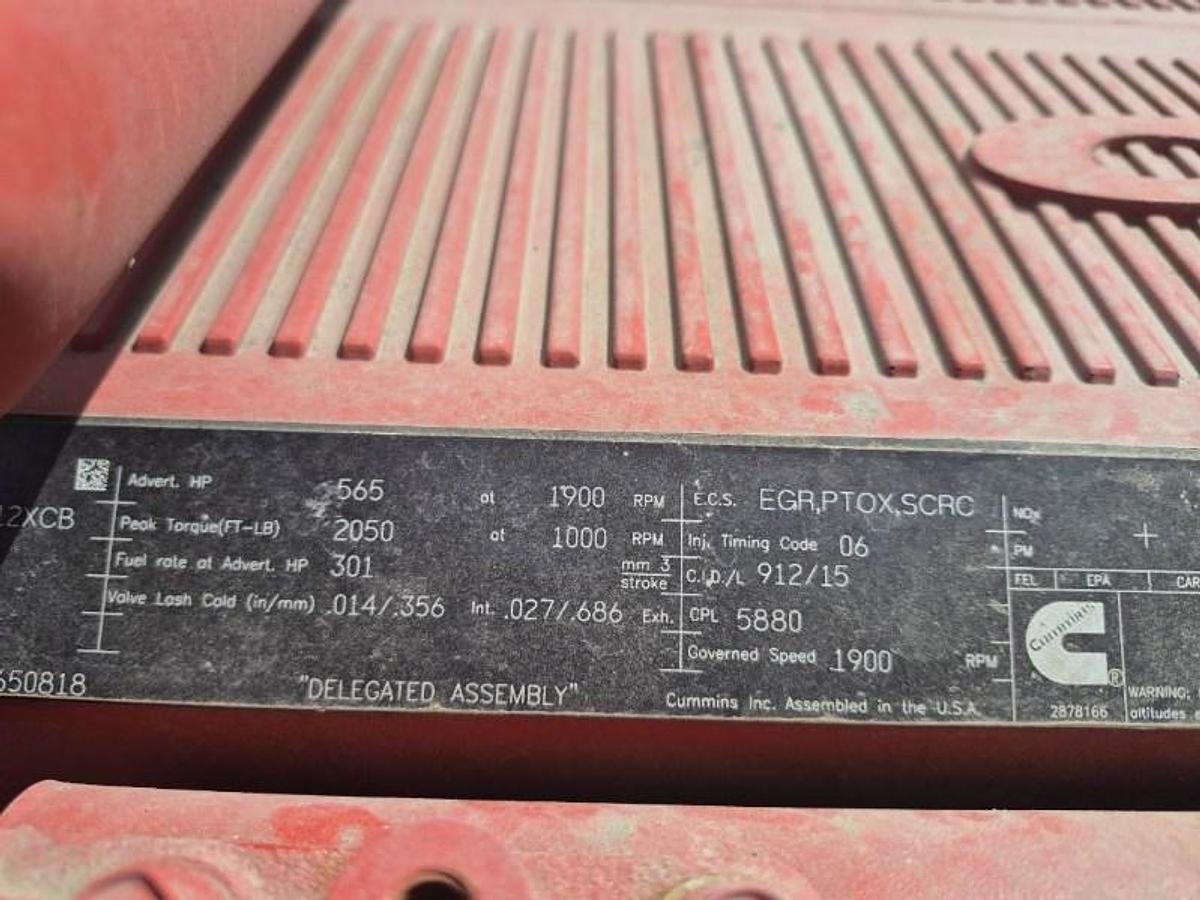 12XCB
650818
Advert. HP 565 at 1900 RPM
Peak Torque(FT-LB) 2050 at 1000 RPM
Fuel rate at Advert. HP 301 mm 3
stroke
Valve Lash Cold (in/mm) .014/.356 Int. .027/.686 Exh.
"DELEGATED ASSEMBLY"
E.C.S. EGR,PTOX,SCRC
Inj. Timing Code 06
C.I.D./L 912/15
CPL 5880
Governed Speed 1900 RPM
Cummins Inc. Assembled in the U.S.A.
NOx
PM
FEL EPA CAR
Cummins ®
2878166
WARNING:
altitudes